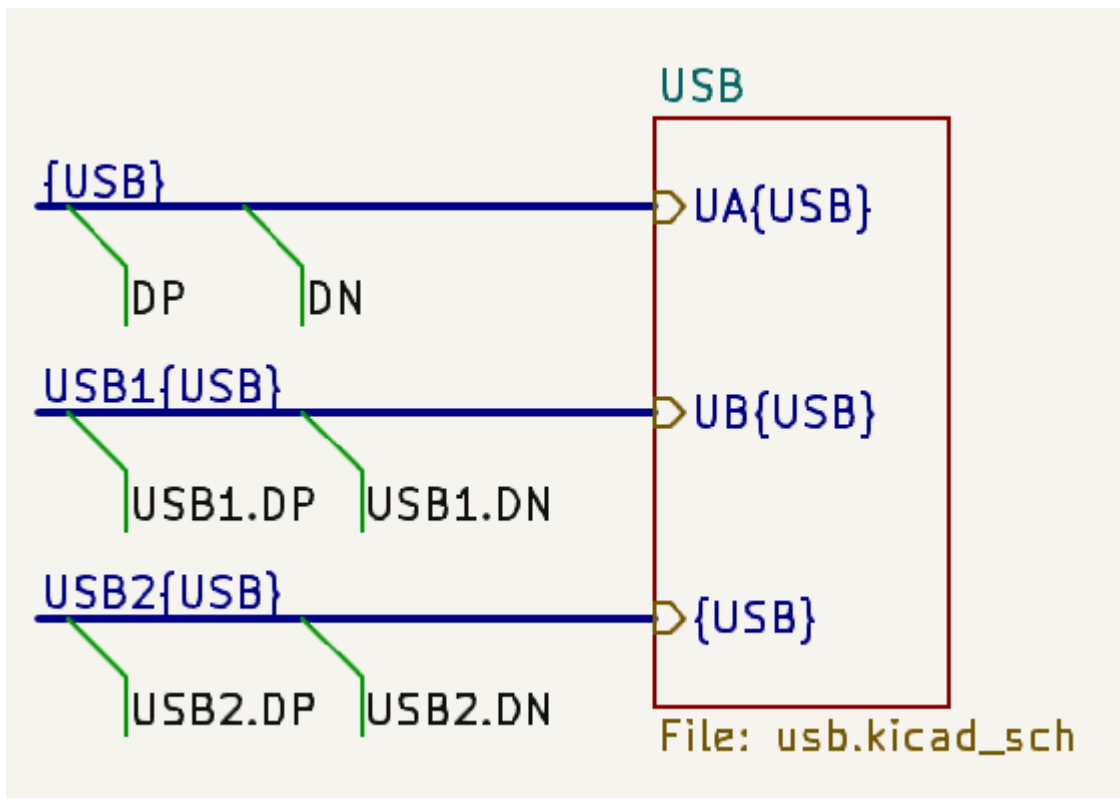 USB
{USB}
UA{USB}
DP
DN
USB1{USB}
UB{USB}
USB1.DP
USB1.DN
USB2{USB}
{USB}
USB2.DP
USB2.DN
File: usb.kicad_sch